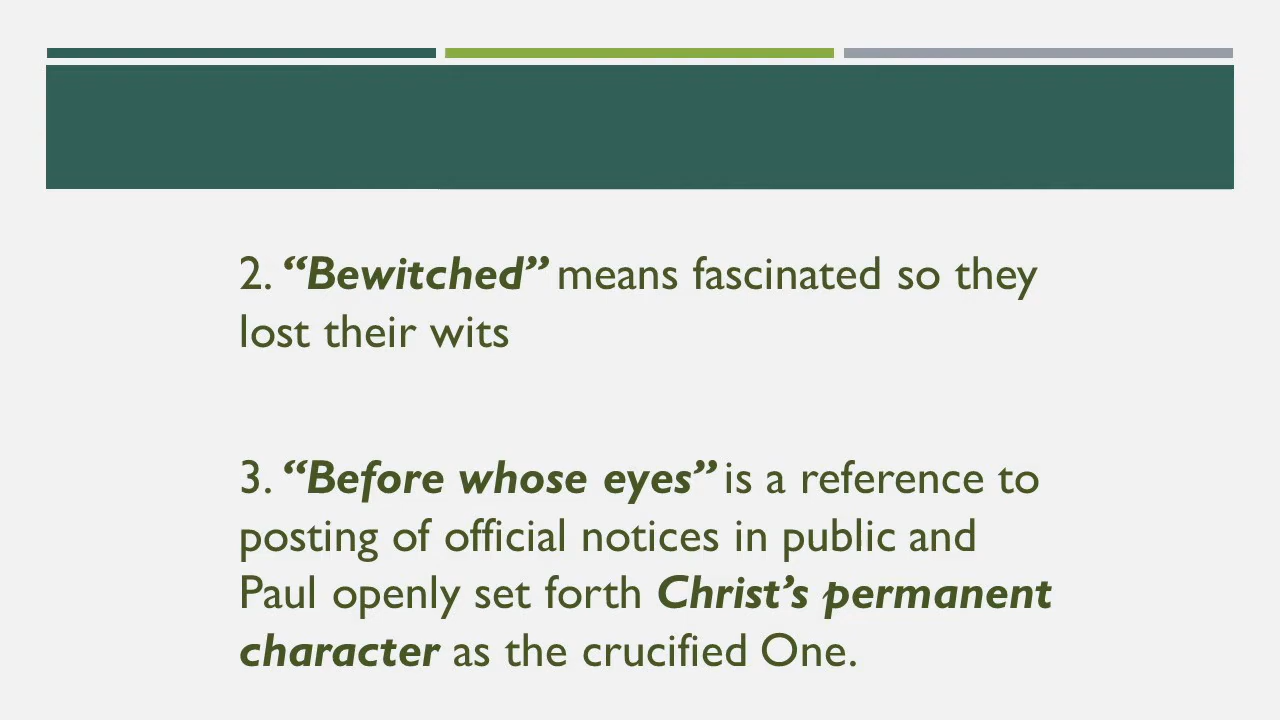 2. “Bewitched” means fascinated so they
lost their wits
3. “Before whose eyes” is a reference to
posting of official notices in public and
Paul openly set forth Christ’s permanent
character as the crucified One.